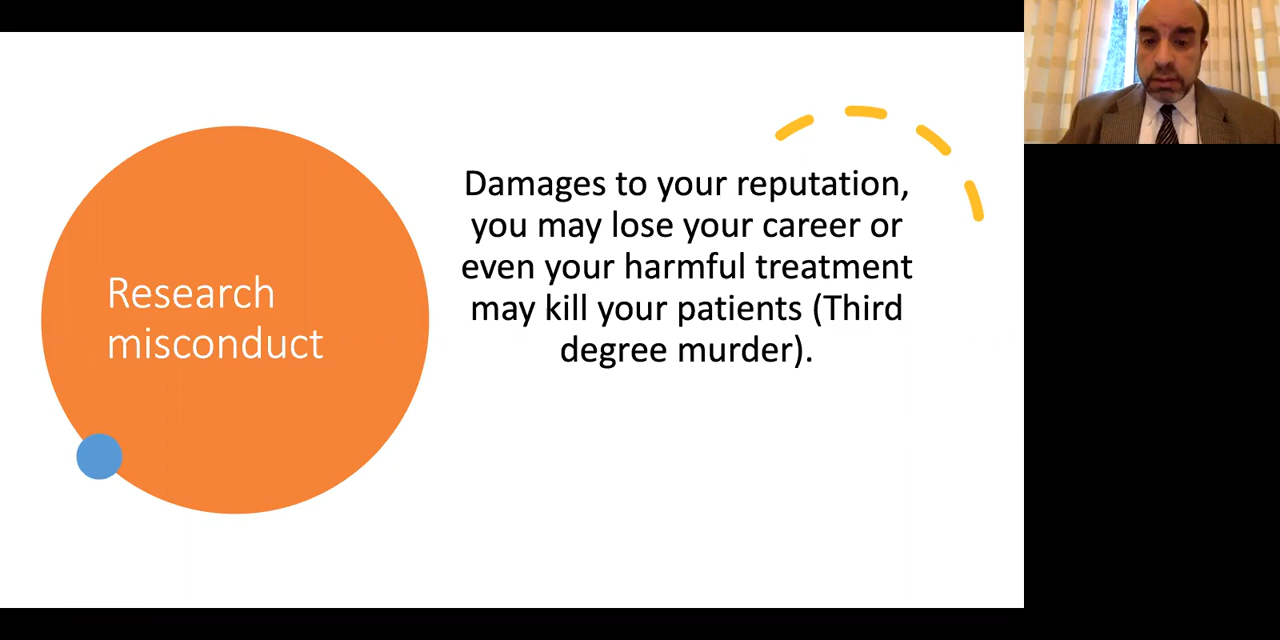 Research
misconduct
Damages to your reputation,
you may lose your career or
even your harmful treatment
may kill your patients (Third
degree murder).